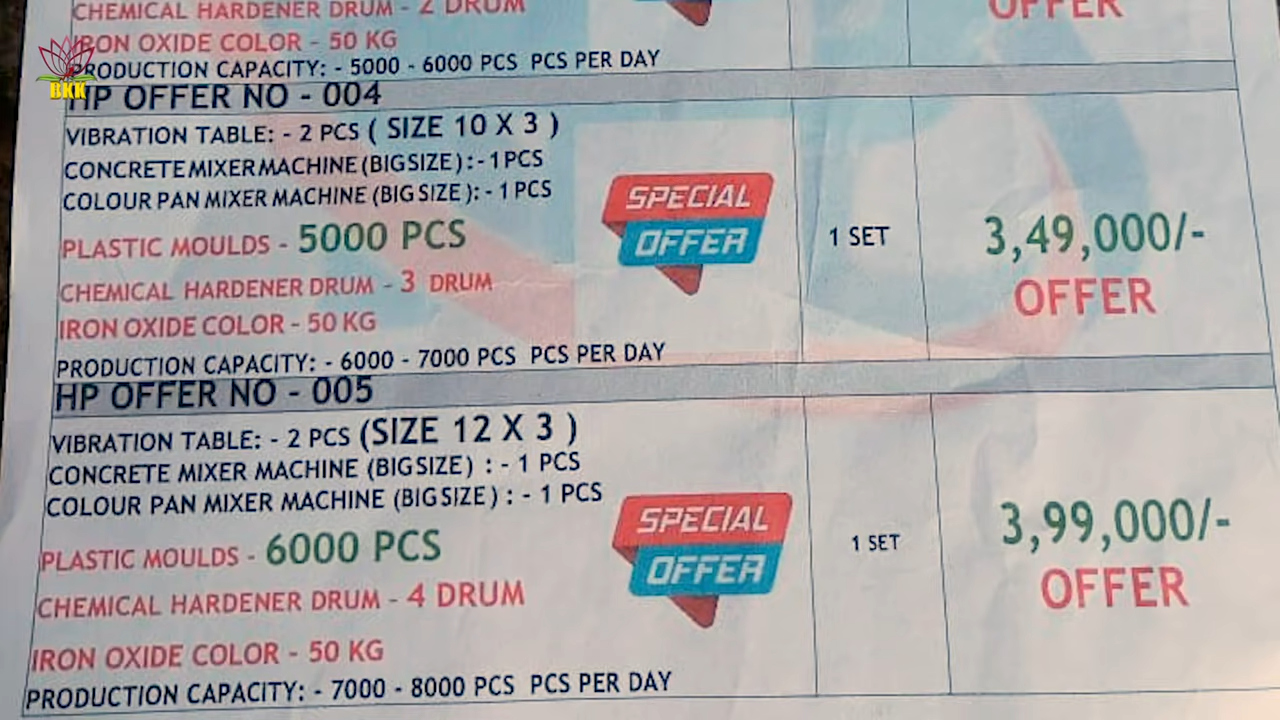 CHEMICAL HARDENER DRUM - 2 DRUM
OFFER
IRON OXIDE COLOR - 50 KG
PRODUCTION CAPACITY: - 5000 - 6000 PCS PCS PER DAY
BKK
HP OFFER NO - 004
VIBRATION TABLE: - 2 PCS ( SIZE 10 X 3 )
CONCRETE MIXER MACHINE (BIG SIZE) : - 1 PCS
COLOUR PAN MIXER MACHINE (BIG SIZE): - 1 PCS
PLASTIC MOULDS - 5000 PCS
CHEMICAL HARDENER DRUM - 3 DRUM
IRON OXIDE COLOR - 50 KG
PRODUCTION CAPACITY: - 6000 - 7000 PCS PCS PER DAY
SPECIAL
OFFER
1 SET
3,49,000/-
OFFER
HP OFFER NO - 005
VIBRATION TABLE: - 2 PCS (SIZE 12 X 3 )
CONCRETE MIXER MACHINE (BIG SIZE) : - 1 PCS
COLOUR PAN MIXER MACHINE (BIG SIZE) : - 1 PCS
PLASTIC MOULDS - 6000 PCS
CHEMICAL HARDENER DRUM - 4 DRUM
IRON OXIDE COLOR - 50 KG
PRODUCTION CAPACITY: - 7000 - 8000 PCS PCS PER DAY
SPECIAL
OFFER
1 SET
3,99,000/-
OFFER